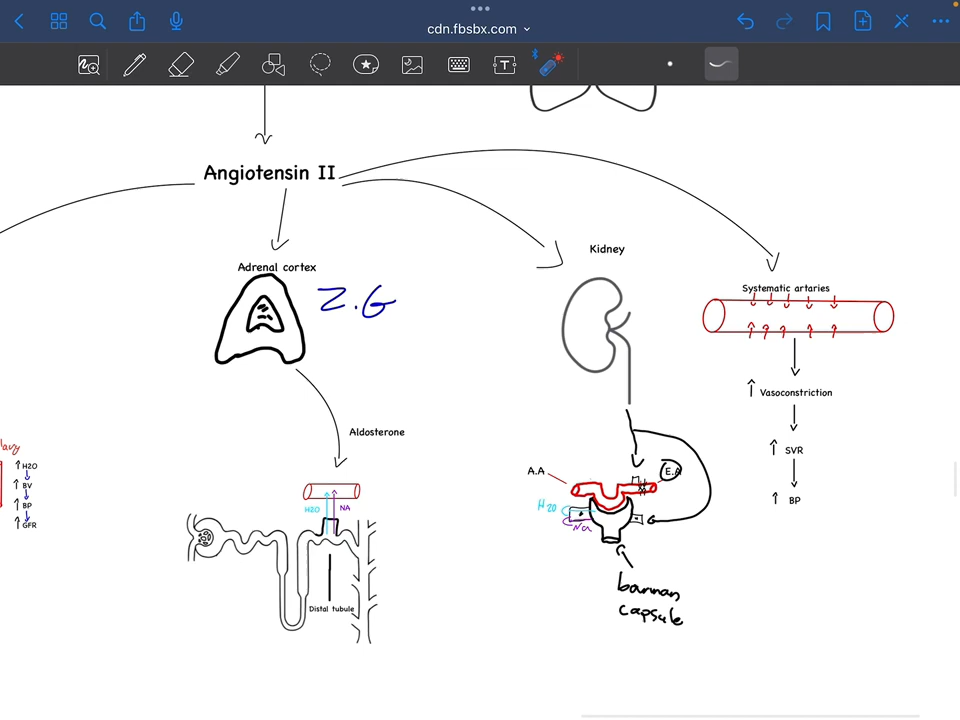 cdn.fbsbx.com
T
Angiotensin II
Kidney
Adrenal cortex
Z.G
Systematic artaries
↑ Vasoconstriction
Aldosterone
↑ H2O
↑ BV
↑ BP
↑ GFR
↑ SVR
A.A
E.A
↑ BP
H2O
NA
H20
Na
barman
capsule
Distal tubule